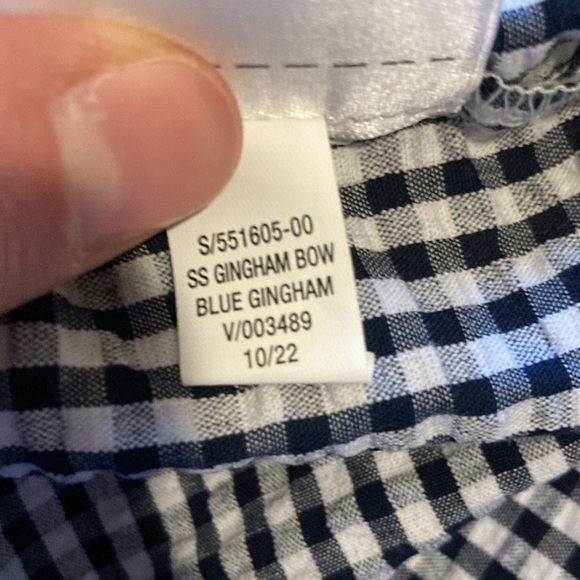 S/551605-00
SS GINGHAM BOW
BLUE GINGHAM
V/003489
10/22